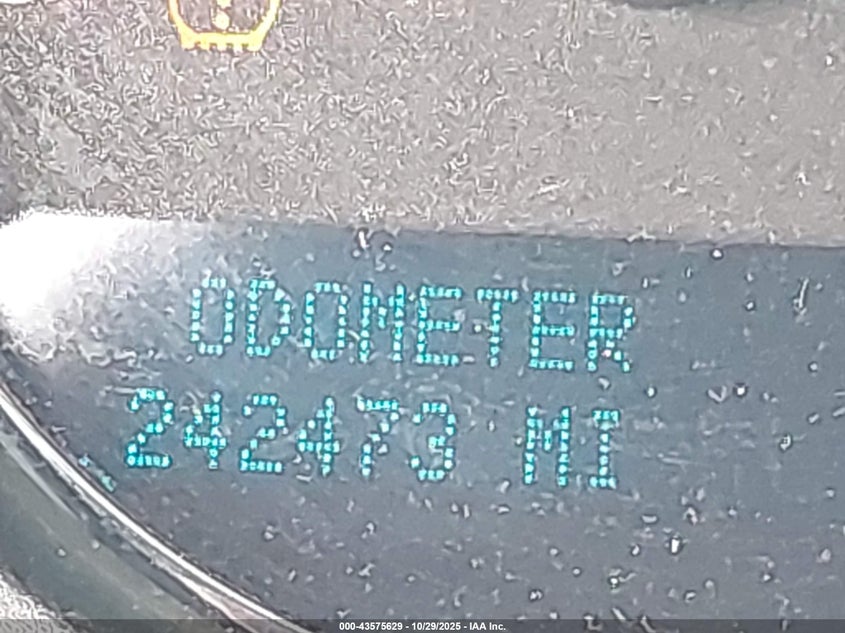 ODOMETER
242473 MI
000-43575629 - 10/29/2025 - IAA Inc.